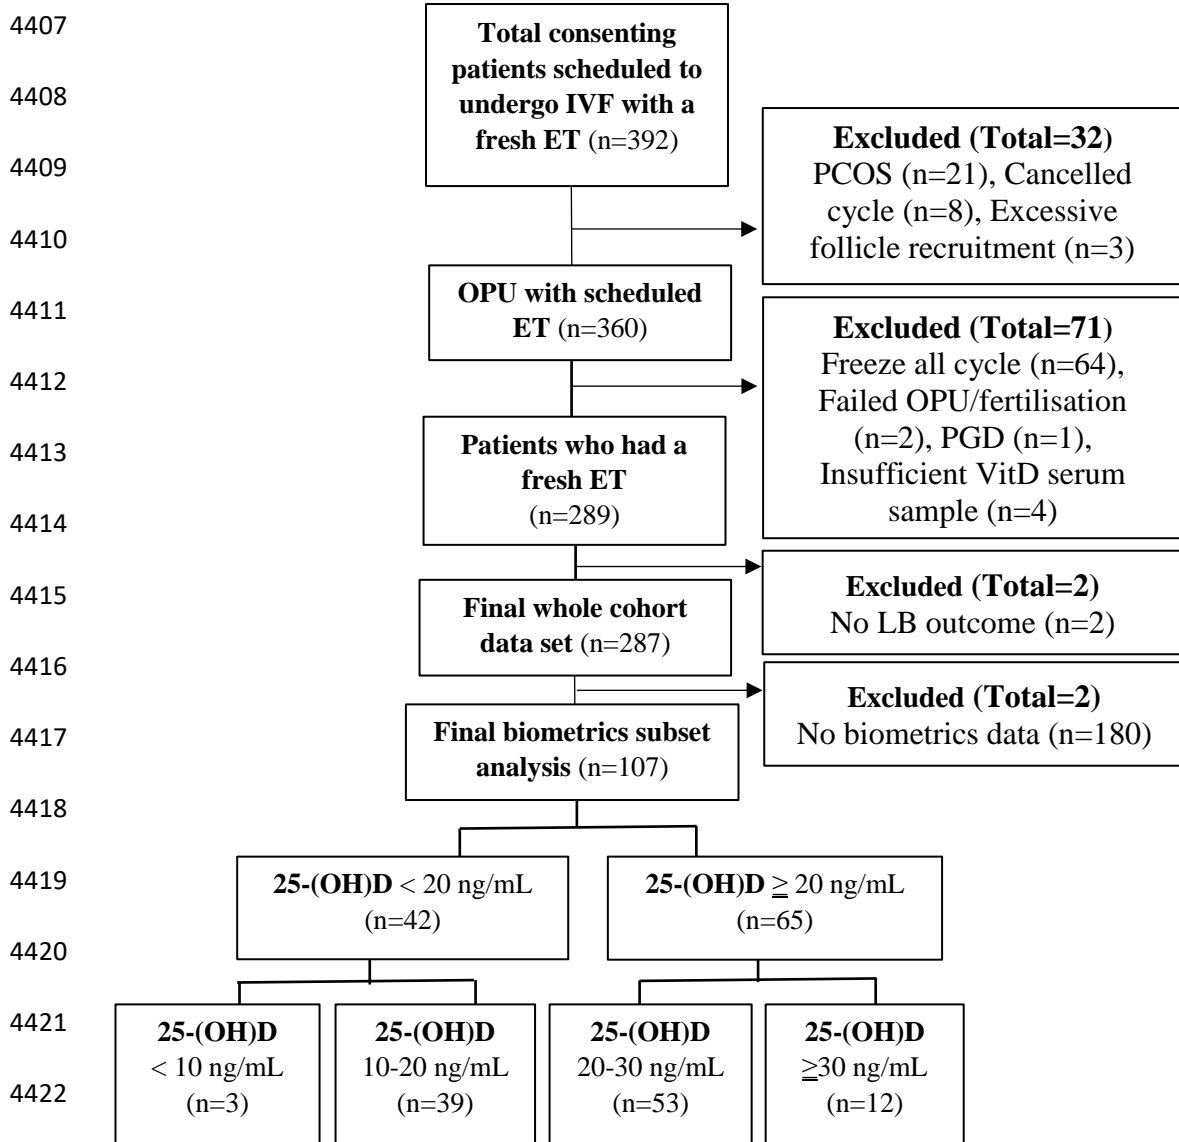 4407
Total consenting
patients scheduled to
4408
undergo IVF with a
fresh ET (n=392)
Excluded (Total=32)
4409
PCOS (n=21), Cancelled
cycle (n=8), Excessive
4410
follicle recruitment (n=3)
OPU with scheduled
4411
ET (n=360)
Excluded (Total=71)
Freeze all cycle (n=64),
4412
Failed OPU/fertilisation
(n=2), PGD (n=1),
Insufficient VitD serum
sample (n=4)
Patients who had a
4413
fresh ET
(n=289)
4414
Excluded (Total=2)
No LB outcome (n=2)
4415
Final whole cohort
data set (n=287)
4416
Excluded (Total=2)
No biometrics data (n=180)
4417
Final biometrics subset
analysis (n=107)
4418
4419
25-(OH)D < 20 ng/mL
(n=42)
25-(OH)D ≧ 20 ng/mL
(n=65)
4420
4421
25-(OH)D
< 10 ng/mL
(n=3)
25-(OH)D
10-20 ng/mL
(n=39)
25-(OH)D
20-30 ng/mL
(n=53)
25-(OH)D
≧30 ng/mL
(n=12)
4422